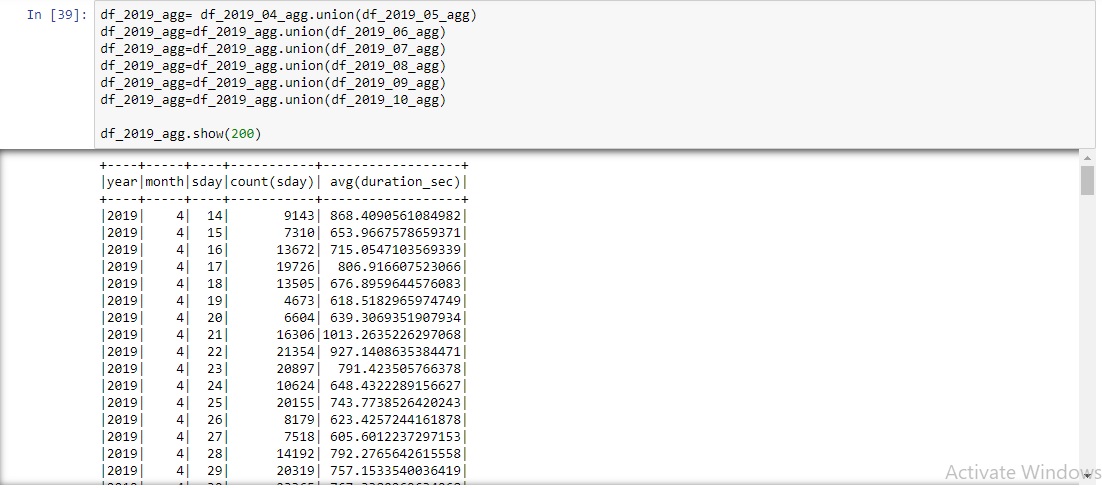 In [39]:
df_2019_agg= df_2019_04_agg.union(df_2019_05_agg)
df_2019_agg=df_2019_agg.union(df_2019_06_agg)
df_2019_agg=df_2019_agg.union(df_2019_07_agg)
df_2019_agg=df_2019_agg.union(df_2019_08_agg)
df_2019_agg=df_2019_agg.union(df_2019_09_agg)
df_2019_agg=df_2019_agg.union(df_2019_10_agg)
df_2019_agg.show(200)
+----+-----+----+-----------+------------------+
|year|month|sday|count(sday)| avg(duration_sec)|
+----+-----+----+-----------+------------------+
|2019|    4|  14|       9143| 868.4090561084982|
|2019|    4|  15|       7310| 653.9667578659371|
|2019|    4|  16|      13672| 715.0547103569339|
|2019|    4|  17|      19726|  806.916607523066|
|2019|    4|  18|      13505| 676.8959644576083|
|2019|    4|  19|       4673| 618.5182965974749|
|2019|    4|  20|       6604| 639.3069351907934|
|2019|    4|  21|      16306|1013.2635226297068|
|2019|    4|  22|      21354| 927.1408635384471|
|2019|    4|  23|      20897|  791.423505766378|
|2019|    4|  24|      10624| 648.4322289156627|
|2019|    4|  25|      20155| 743.7738526420243|
|2019|    4|  26|       8179| 623.4257244161878|
|2019|    4|  27|       7518| 605.6012237297153|
|2019|    4|  28|      14192| 792.2765642615558|
|2019|    4|  29|      20319| 757.1533540036419|
Activate Windows